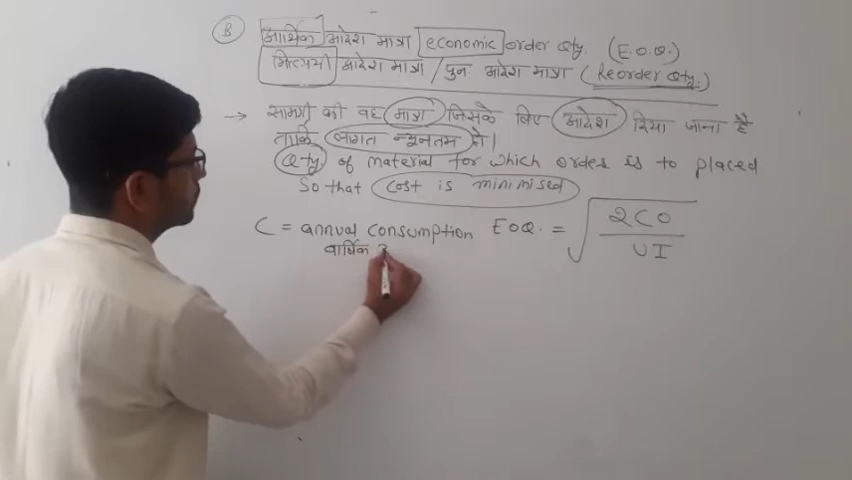 B आर्थिक आदेश मात्रा economic order Qty. (E.O.Q.)
मितव्ययी आदेश मात्रा / पुनः आदेश मात्रा (Reorder Qty.)
→ सामग्री की वह मात्रा जिसके लिए आदेश दिया जाता है
ताकि लागत न्यूनतम हो।
Qty. of material for which order is to placed
So that cost is minimised
C = annual consumption EOQ. = √ 2CO
वार्षिक UI